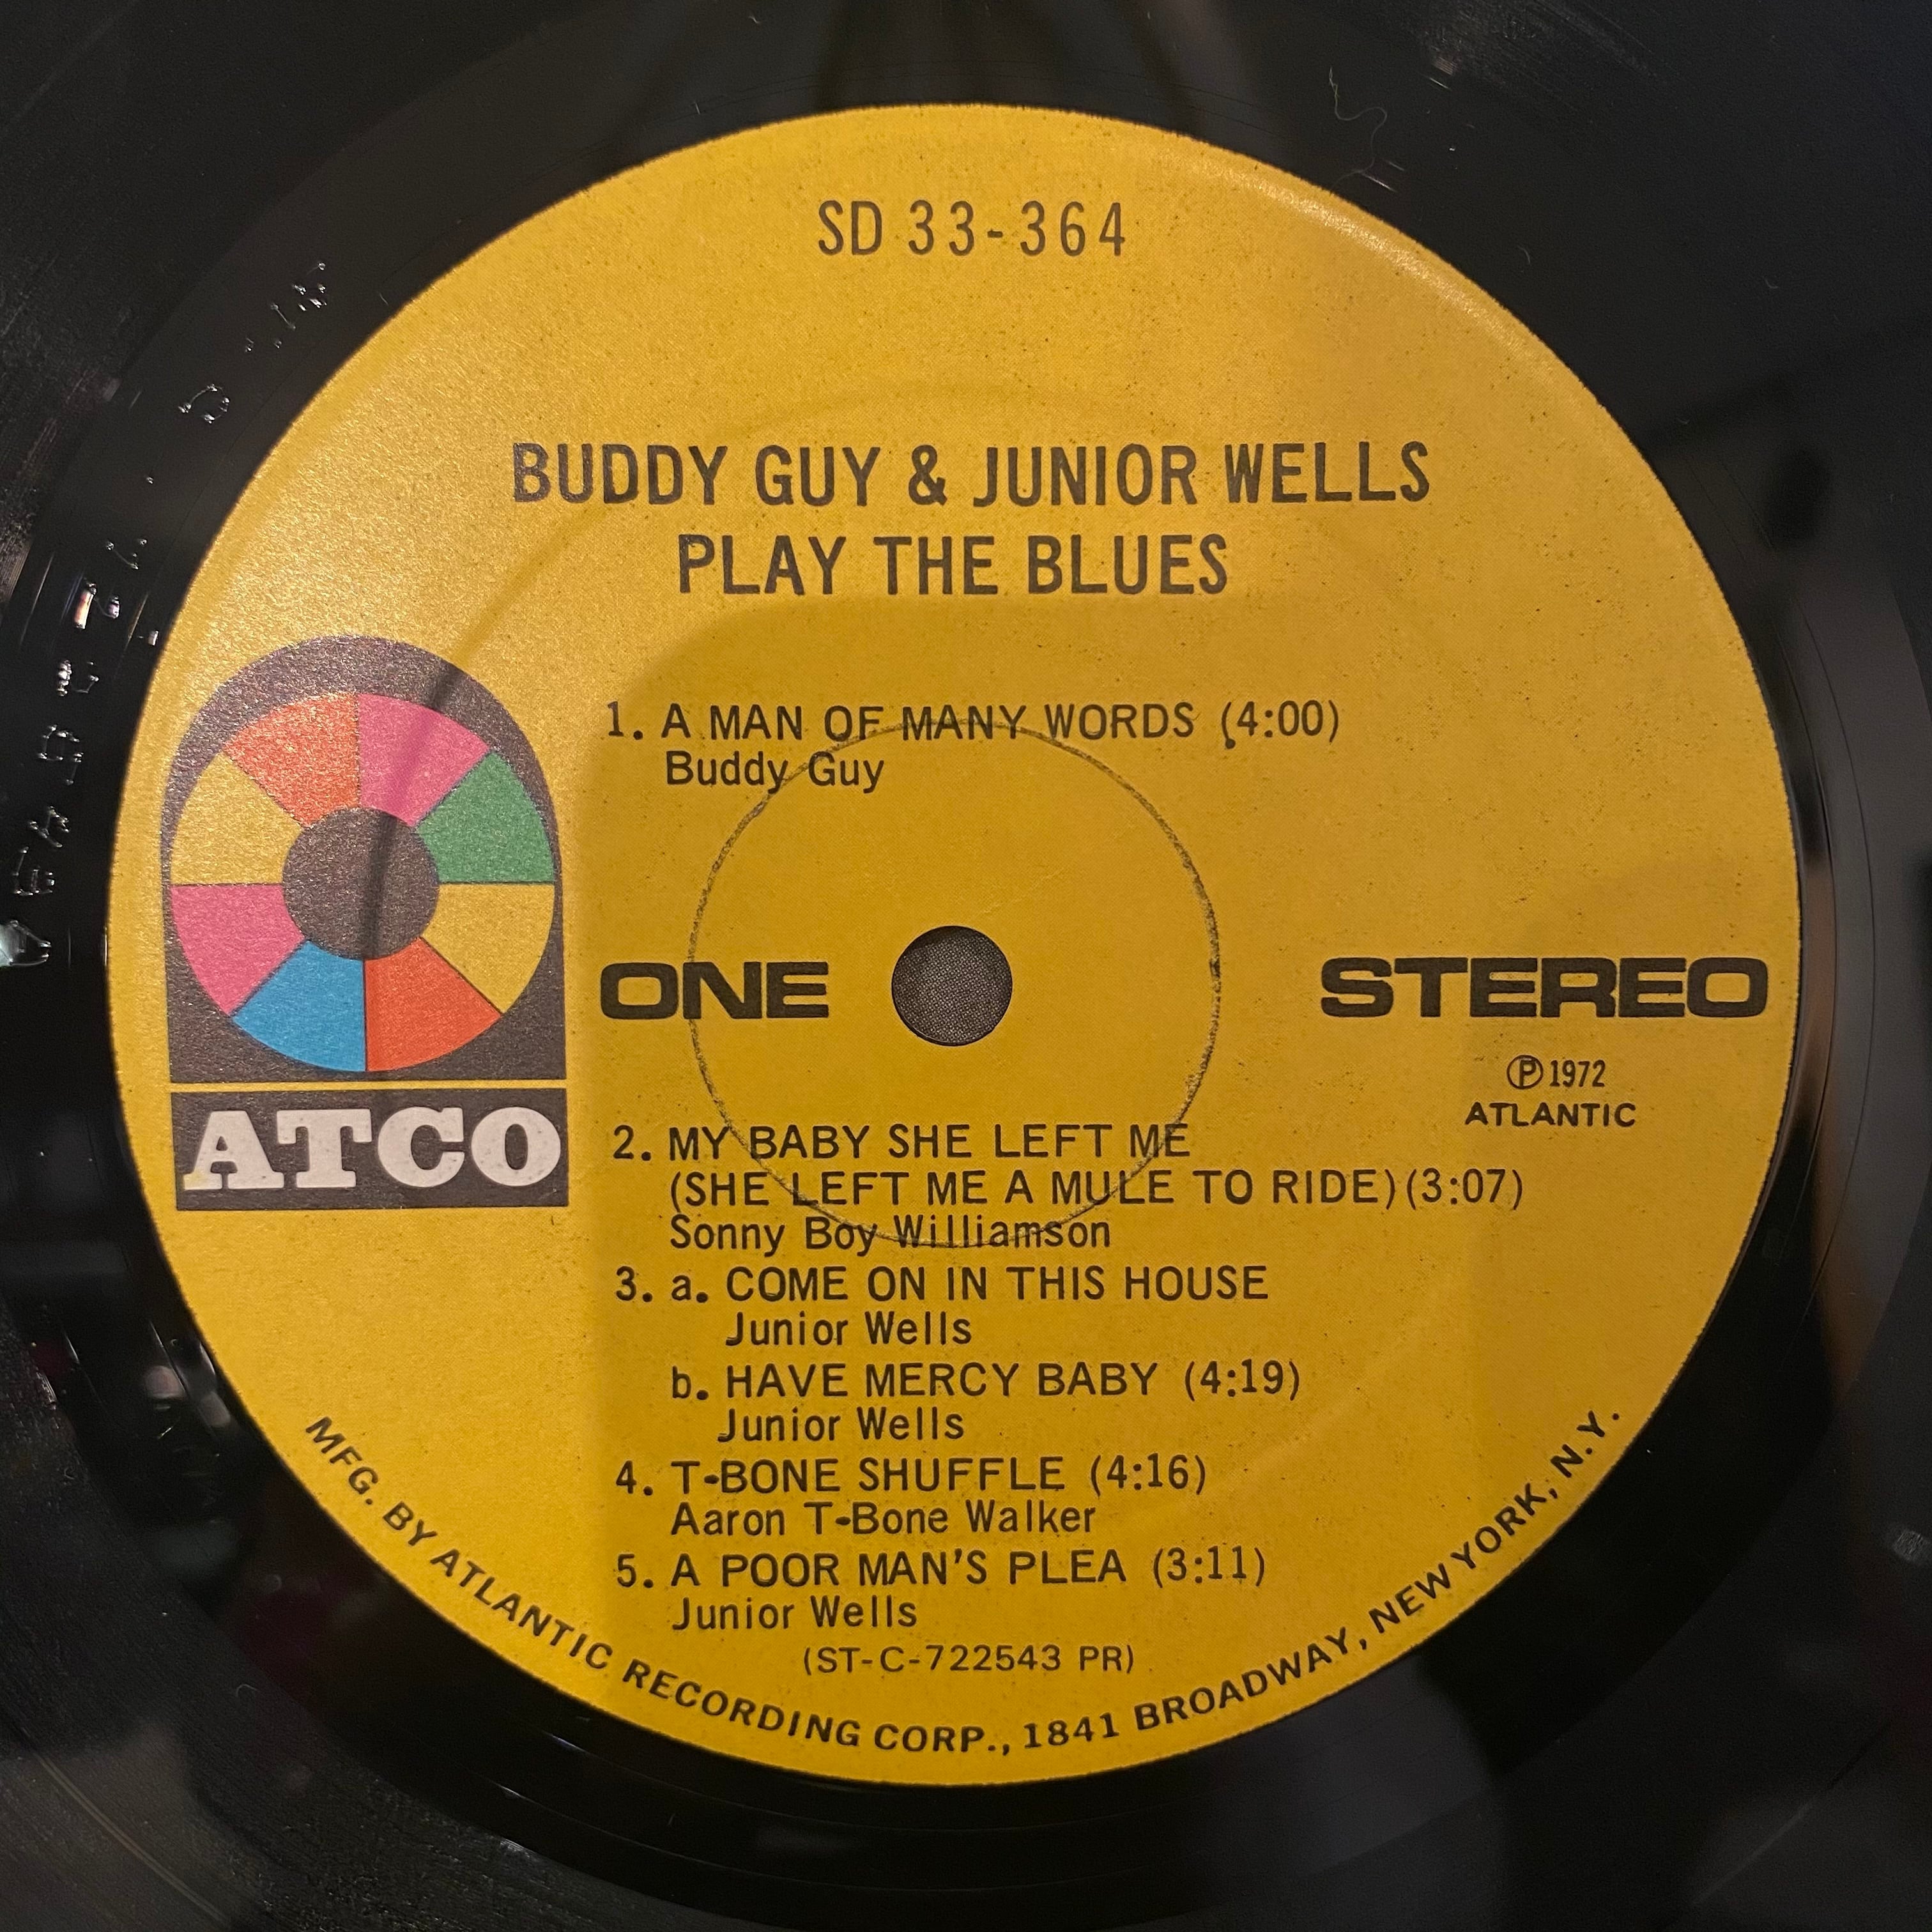 SD 33-364
BUDDY GUY & JUNIOR WELLS
PLAY THE BLUES
1. A MAN OF MANY WORDS (4:00)
Buddy Guy
ATCO
ONE
STEREO
Ⓟ1972
ATLANTIC
2. MY BABY SHE LEFT ME
(SHE LEFT ME A MULE TO RIDE) (3:07)
Sonny Boy Williamson
3. a. COME ON IN THIS HOUSE
Junior Wells
b. HAVE MERCY BABY (4:19)
Junior Wells
4. T-BONE SHUFFLE (4:16)
Aaron T-Bone Walker
5. A POOR MAN'S PLEA (3:11)
Junior Wells
(ST-C-722543 PR)
MFG. BY ATLANTIC RECORDING CORP., 1841 BROADWAY, NEW YORK, N.Y.